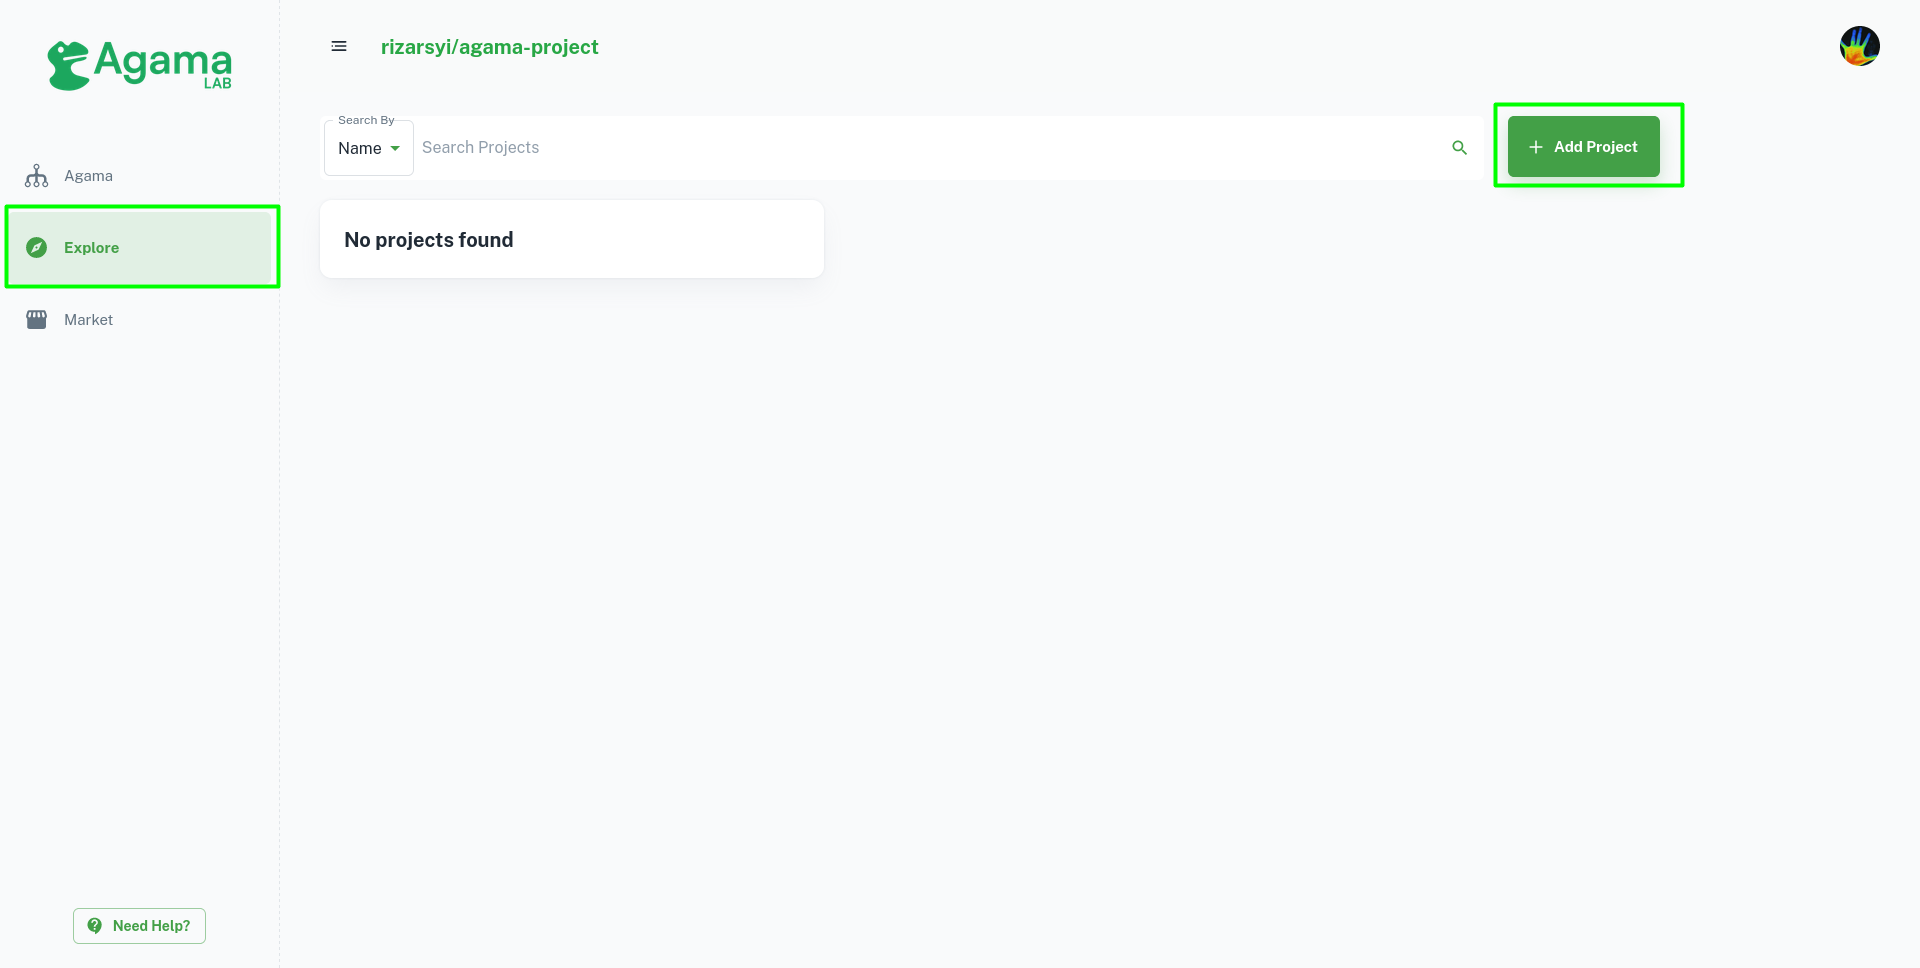 Agama
LAB
rizarsyi/agama-project
Search By
Name
Search Projects
Add Project
Agama
Explore
Market
No projects found
Need Help?